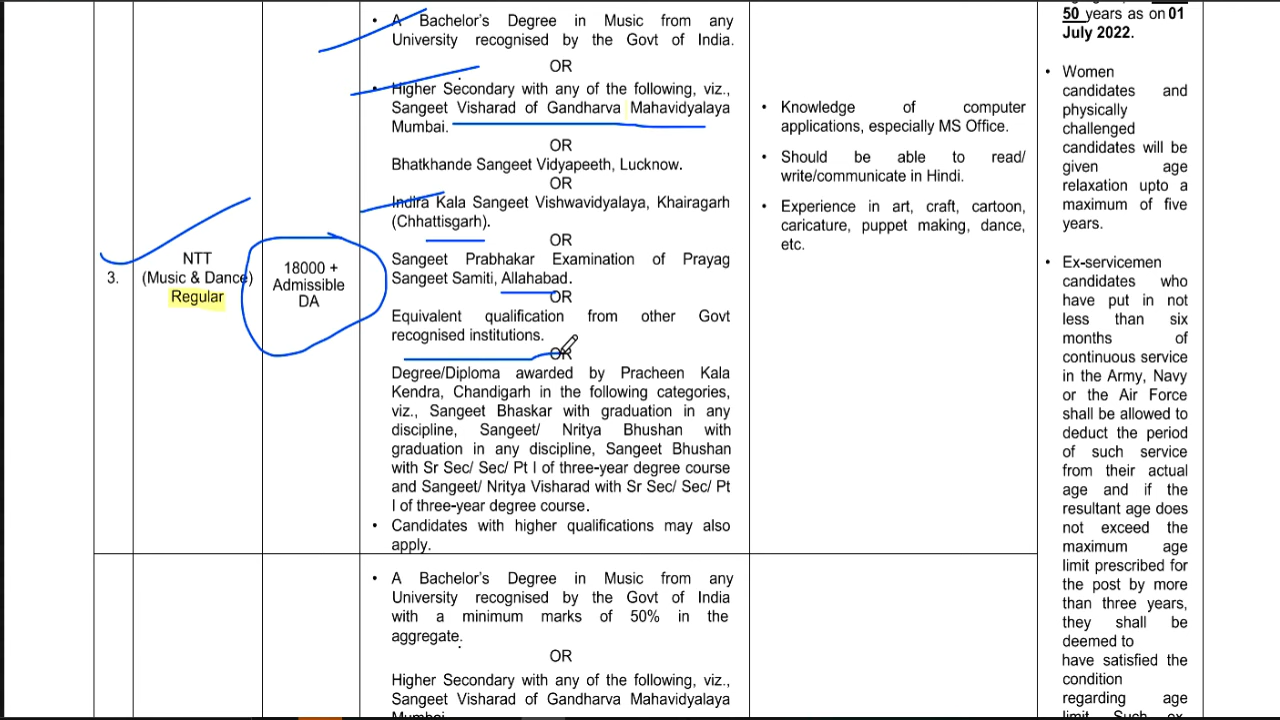 3.
NTT
(Music & Dance)
Regular
18000 +
Admissible
DA
• A Bachelor's Degree in Music from any
University recognised by the Govt of India.
OR
• Higher Secondary with any of the following, viz.,
Sangeet Visharad of Gandharva Mahavidyalaya
Mumbai.
OR
Bhatkhande Sangeet Vidyapeeth, Lucknow.
OR
Indira Kala Sangeet Vishwavidyalaya, Khairagarh
(Chhattisgarh).
OR
Sangeet Prabhakar Examination of Prayag
Sangeet Samiti, Allahabad.
OR
Equivalent qualification from other Govt
recognised institutions.
OR
Degree/Diploma awarded by Pracheen Kala
Kendra, Chandigarh in the following categories,
viz., Sangeet Bhaskar with graduation in any
discipline, Sangeet/ Nritya Bhushan with
graduation in any discipline, Sangeet Bhushan
with Sr Sec/ Sec/ Pt I of three-year degree course
and Sangeet/ Nritya Visharad with Sr Sec/ Sec/ Pt
I of three-year degree course.
• Candidates with higher qualifications may also
apply.
• Knowledge of computer
applications, especially MS Office.
• Should be able to read/
write/communicate in Hindi.
• Experience in art, craft, cartoon,
caricature, puppet making, dance,
etc.
50 years as on 01
July 2022.
• Women
candidates and
physically
challenged
candidates will be
given age
relaxation upto a
maximum of five
years.
• Ex-servicemen
candidates who
have put in not
less than six
months of
continuous service
in the Army, Navy
or the Air Force
shall be allowed to
deduct the period
of such service
from their actual
age and if the
resultant age does
not exceed the
maximum age
limit prescribed for
the post by more
than three years,
they shall be
deemed to
have satisfied the
condition
regarding age
limit. Such ex-
• A Bachelor's Degree in Music from any
University recognised by the Govt of India
with a minimum marks of 50% in the
aggregate.
OR
Higher Secondary with any of the following, viz.,
Sangeet Visharad of Gandharva Mahavidyalaya
Mumbai